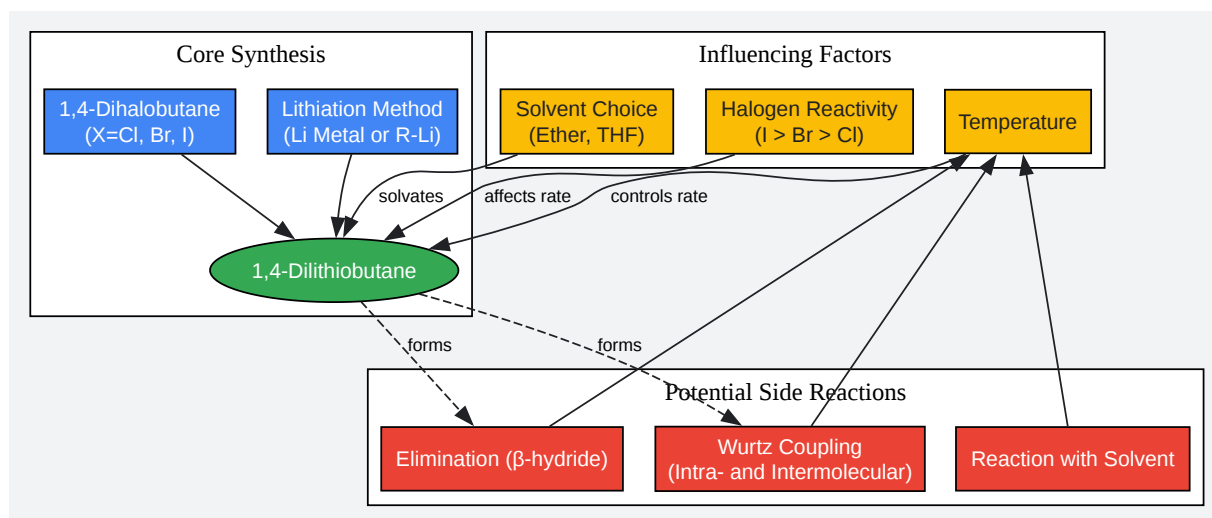 Core Synthesis
1,4-Dihalobutane
(X=Cl, Br, I)
Lithiation Method
(Li Metal or R-Li)
Influencing Factors
Solvent Choice
(Ether, THF)
Halogen Reactivity
(I > Br > Cl)
Temperature
solvates
affects rate
controls rate
1,4-Dilithiobutane
forms
forms
Potential Side Reactions
Elimination (β-hydride)
Wurtz Coupling
(Intra- and Intermolecular)
Reaction with Solvent